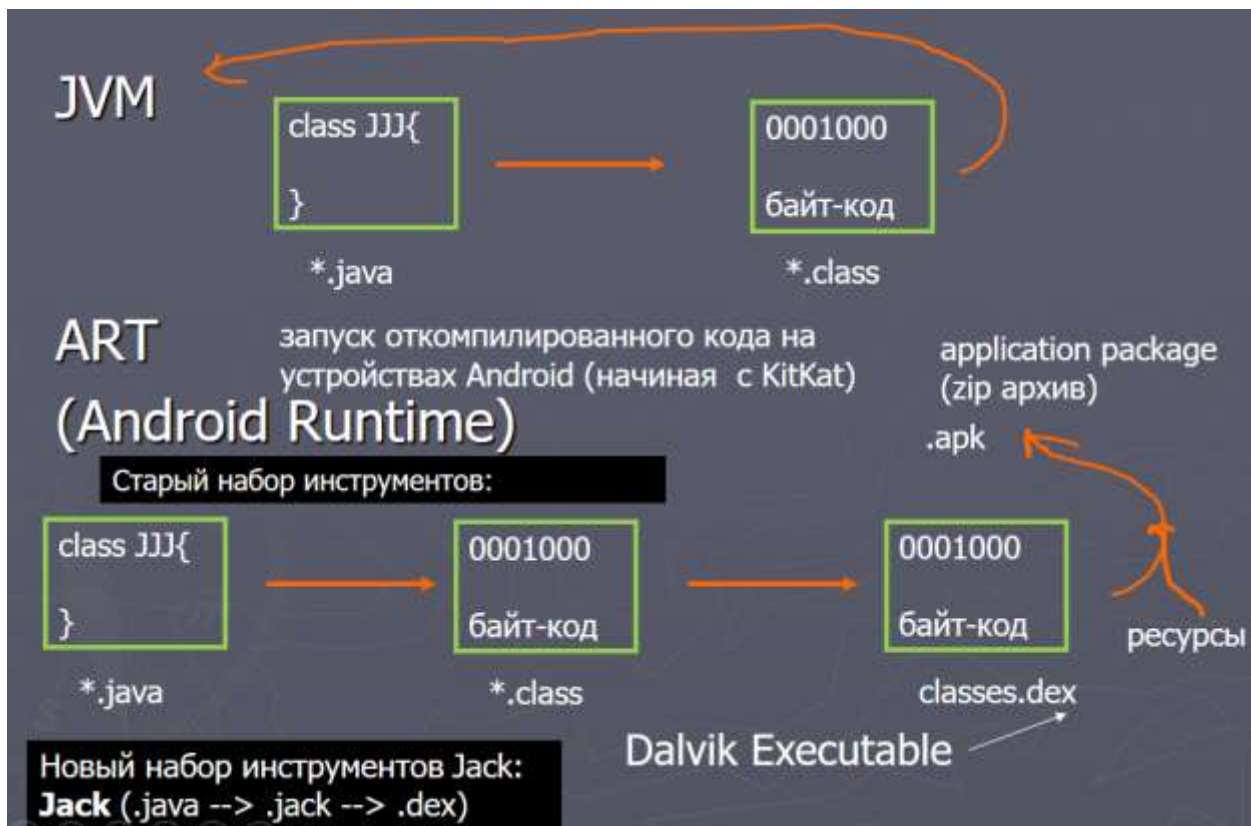 JVM
class JJJ{
}
*.java
0001000
байт-код
*.class
ART
(Android Runtime)
запуск откомпилированного кода на
устройствах Android (начиная с KitKat)
application package
(zip архив)
.apk
Старый набор инструментов:
class JJJ{
}
*.java
0001000
байт-код
*.class
0001000
байт-код
classes.dex
ресурсы
Dalvik Executable
Новый набор инструментов Jack:
Jack (.java --> .jack --> .dex)